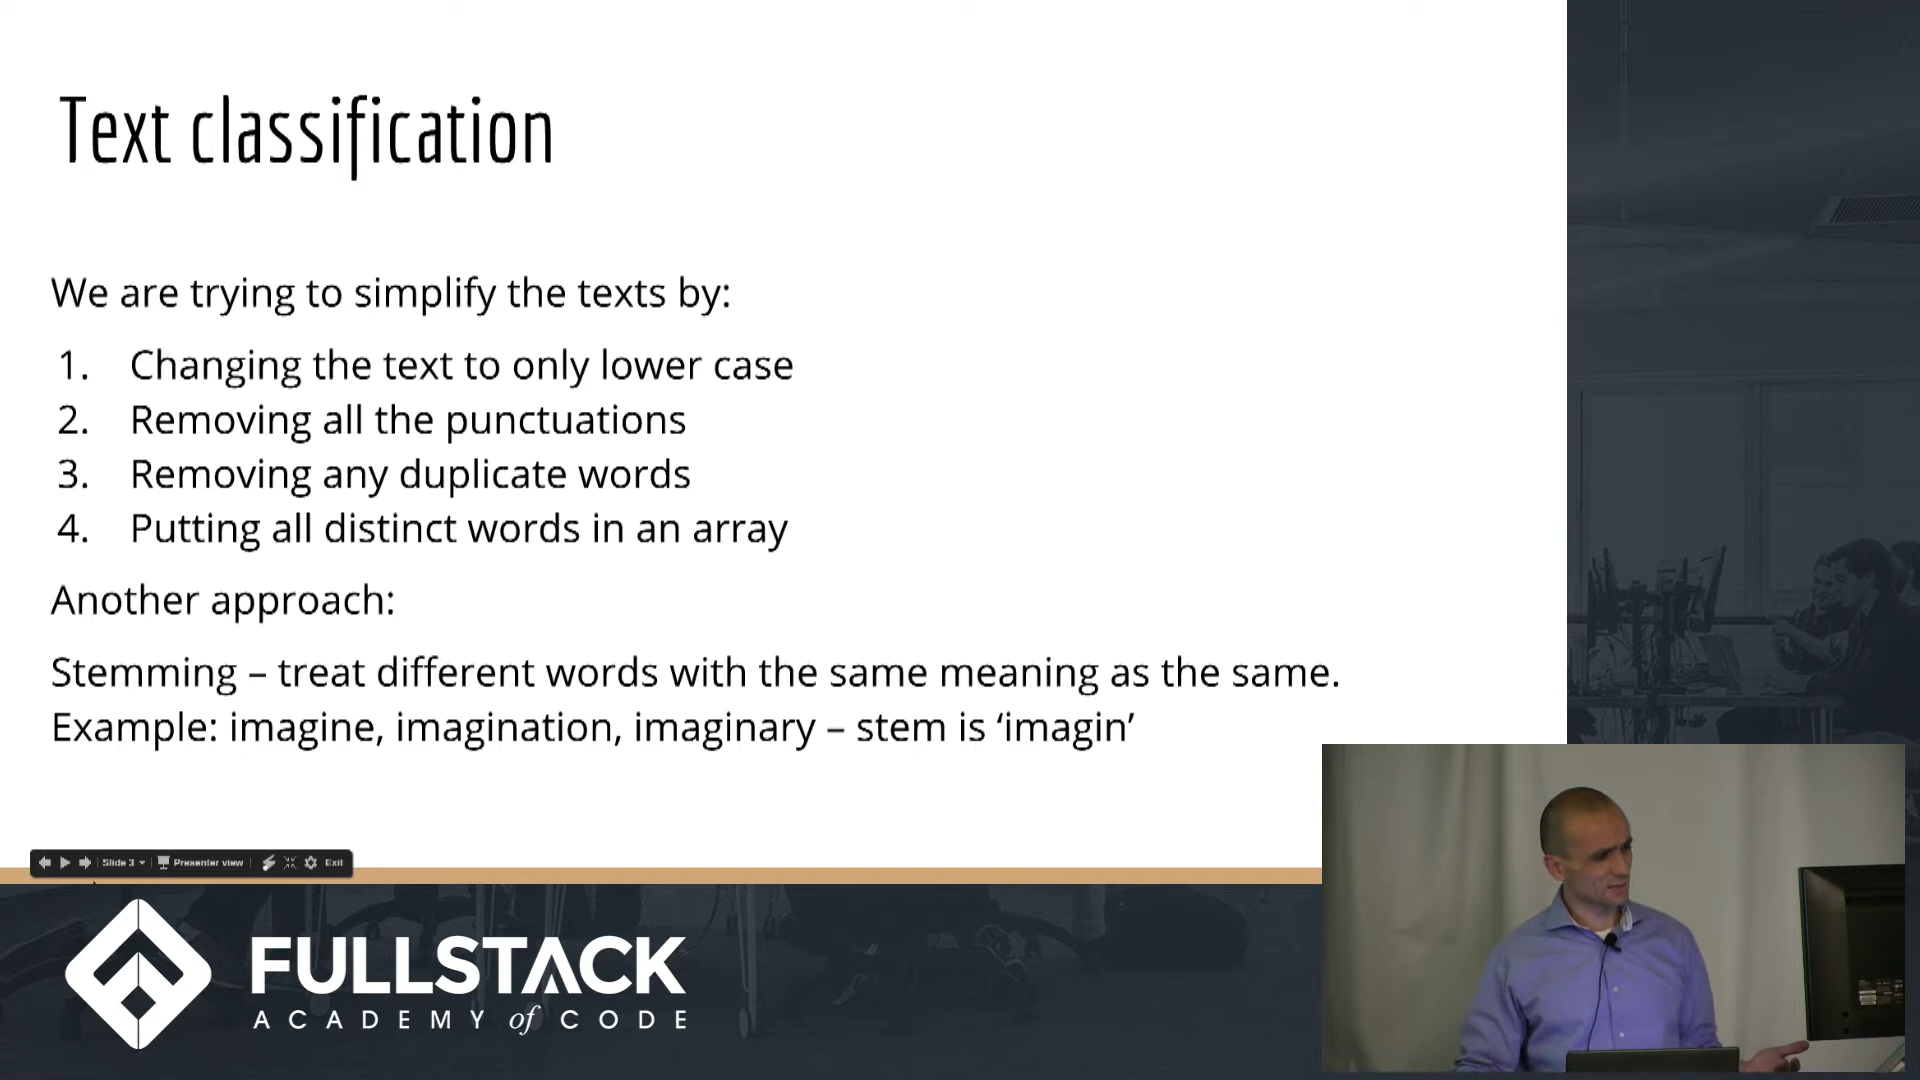 Text classification
We are trying to simplify the texts by:
1. Changing the text to only lower case
2. Removing all the punctuations
3. Removing any duplicate words
4. Putting all distinct words in an array
Another approach:
Stemming – treat different words with the same meaning as the same.
Example: imagine, imagination, imaginary – stem is ‘imagin’
Slide 3 Presenter view Exit
FULLSTACK
ACADEMY of CODE